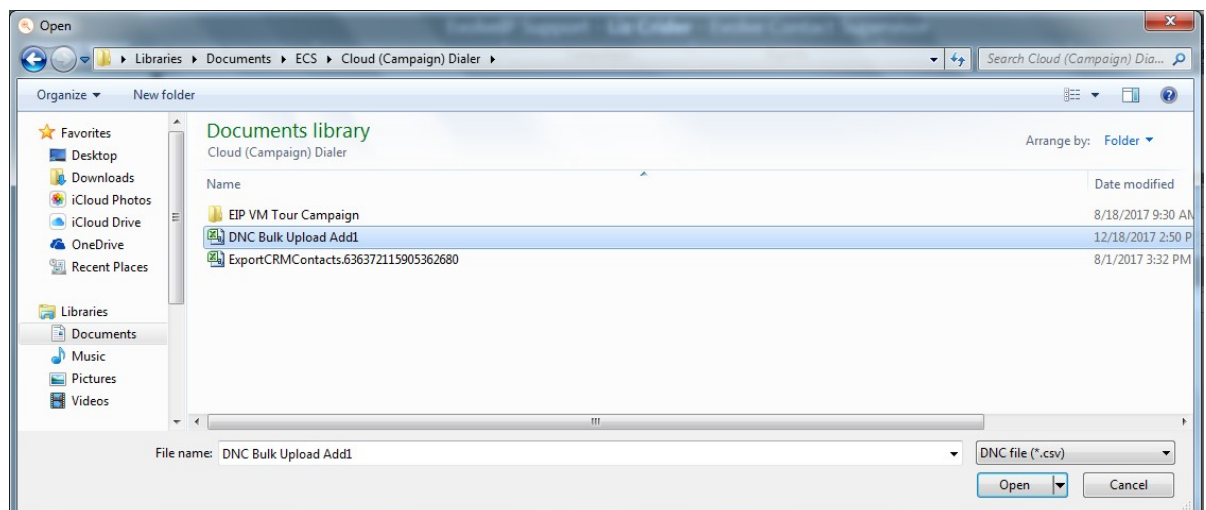 Open
Libraries Documents ECS Cloud (Campaign) Dialer
Search Cloud (Campaign) Dia...
Organize New folder
Favorites
Desktop
Downloads
iCloud Photos
iCloud Drive
OneDrive
Recent Places
Libraries
Documents
Music
Pictures
Videos
Documents library
Cloud (Campaign) Dialer
Arrange by: Folder
Name Date modified
EIP VM Tour Campaign 8/18/2017 9:30 AM
DNC Bulk Upload Add1 12/18/2017 2:50 P
ExportCRMContacts.636372115905362680 8/1/2017 3:32 PM
File name: DNC Bulk Upload Add1 DNC file (*.csv)
Open Cancel